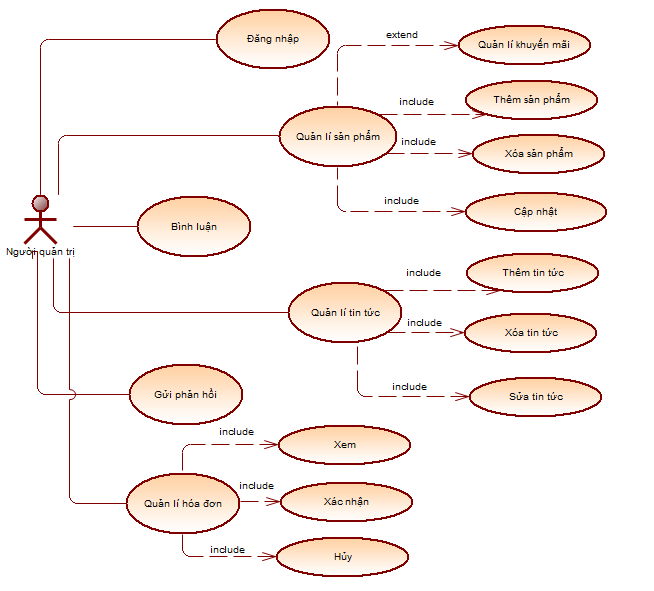 Đăng nhập
extend
Quản lí khuyến mãi
include
Thêm sản phẩm
Quản lí sản phẩm
include
Xóa sản phẩm
include
Cập nhật
Bình luận
Người quản trị
include
Thêm tin tức
Quản lí tin tức
include
Xóa tin tức
include
Sửa tin tức
Gửi phản hồi
include
Xem
include
Quản lí hóa đơn
Xác nhận
include
Hủy